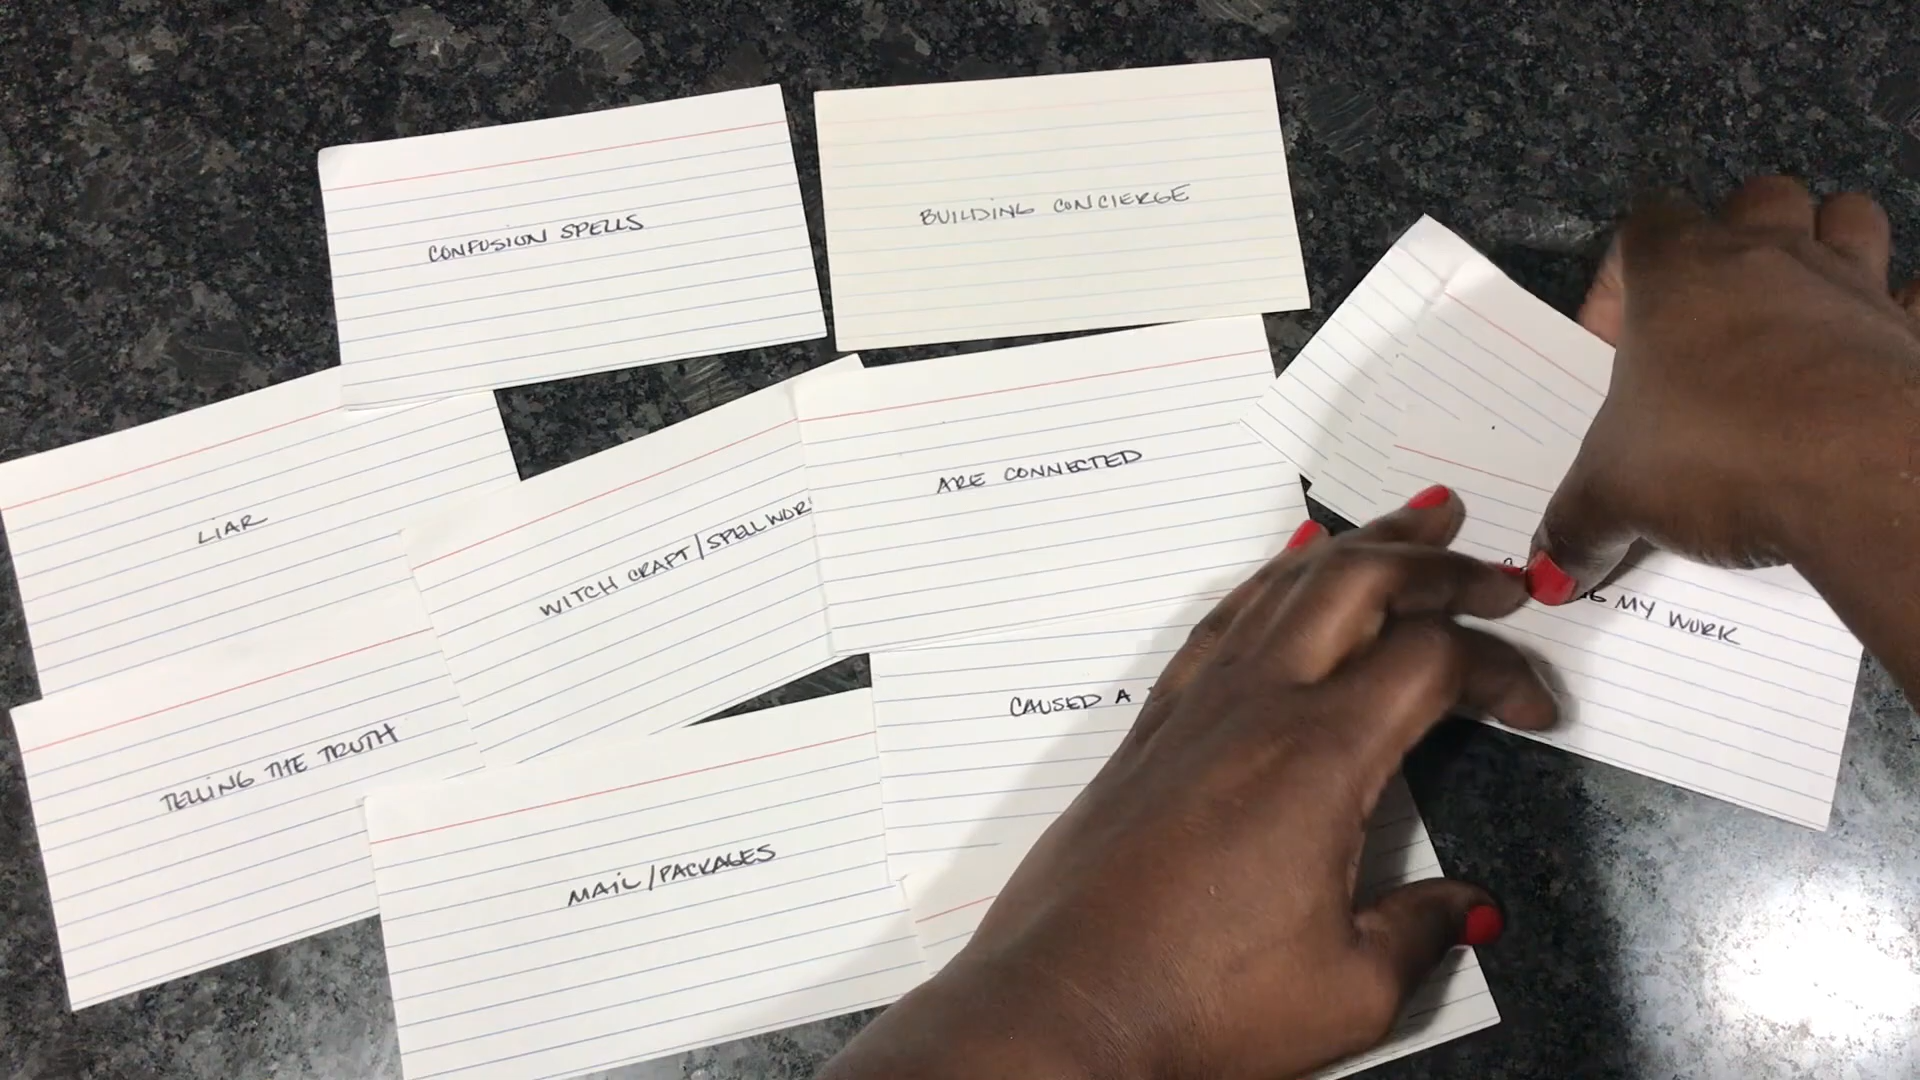 CONFUSION SPELLS
BUILDING CONCIERGE
LIAR
WITCH CRAFT/SPELLWOR
ARE CONNECTED
MY WORK
TELLING THE TRUTH
CAUSED A
MAIL/PACKAGES